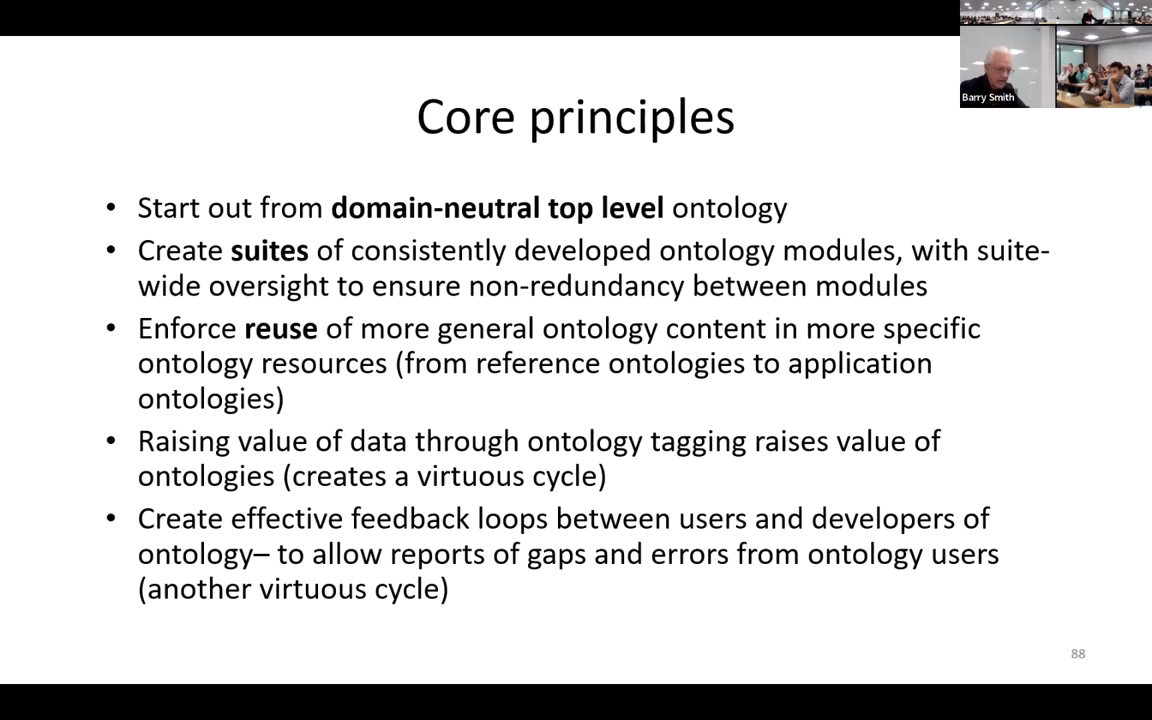 Barry Smith
Core principles
• Start out from domain-neutral top level ontology
• Create suites of consistently developed ontology modules, with suite-
wide oversight to ensure non-redundancy between modules
• Enforce reuse of more general ontology content in more specific
ontology resources (from reference ontologies to application
ontologies)
• Raising value of data through ontology tagging raises value of
ontologies (creates a virtuous cycle)
• Create effective feedback loops between users and developers of
ontology– to allow reports of gaps and errors from ontology users
(another virtuous cycle)
88